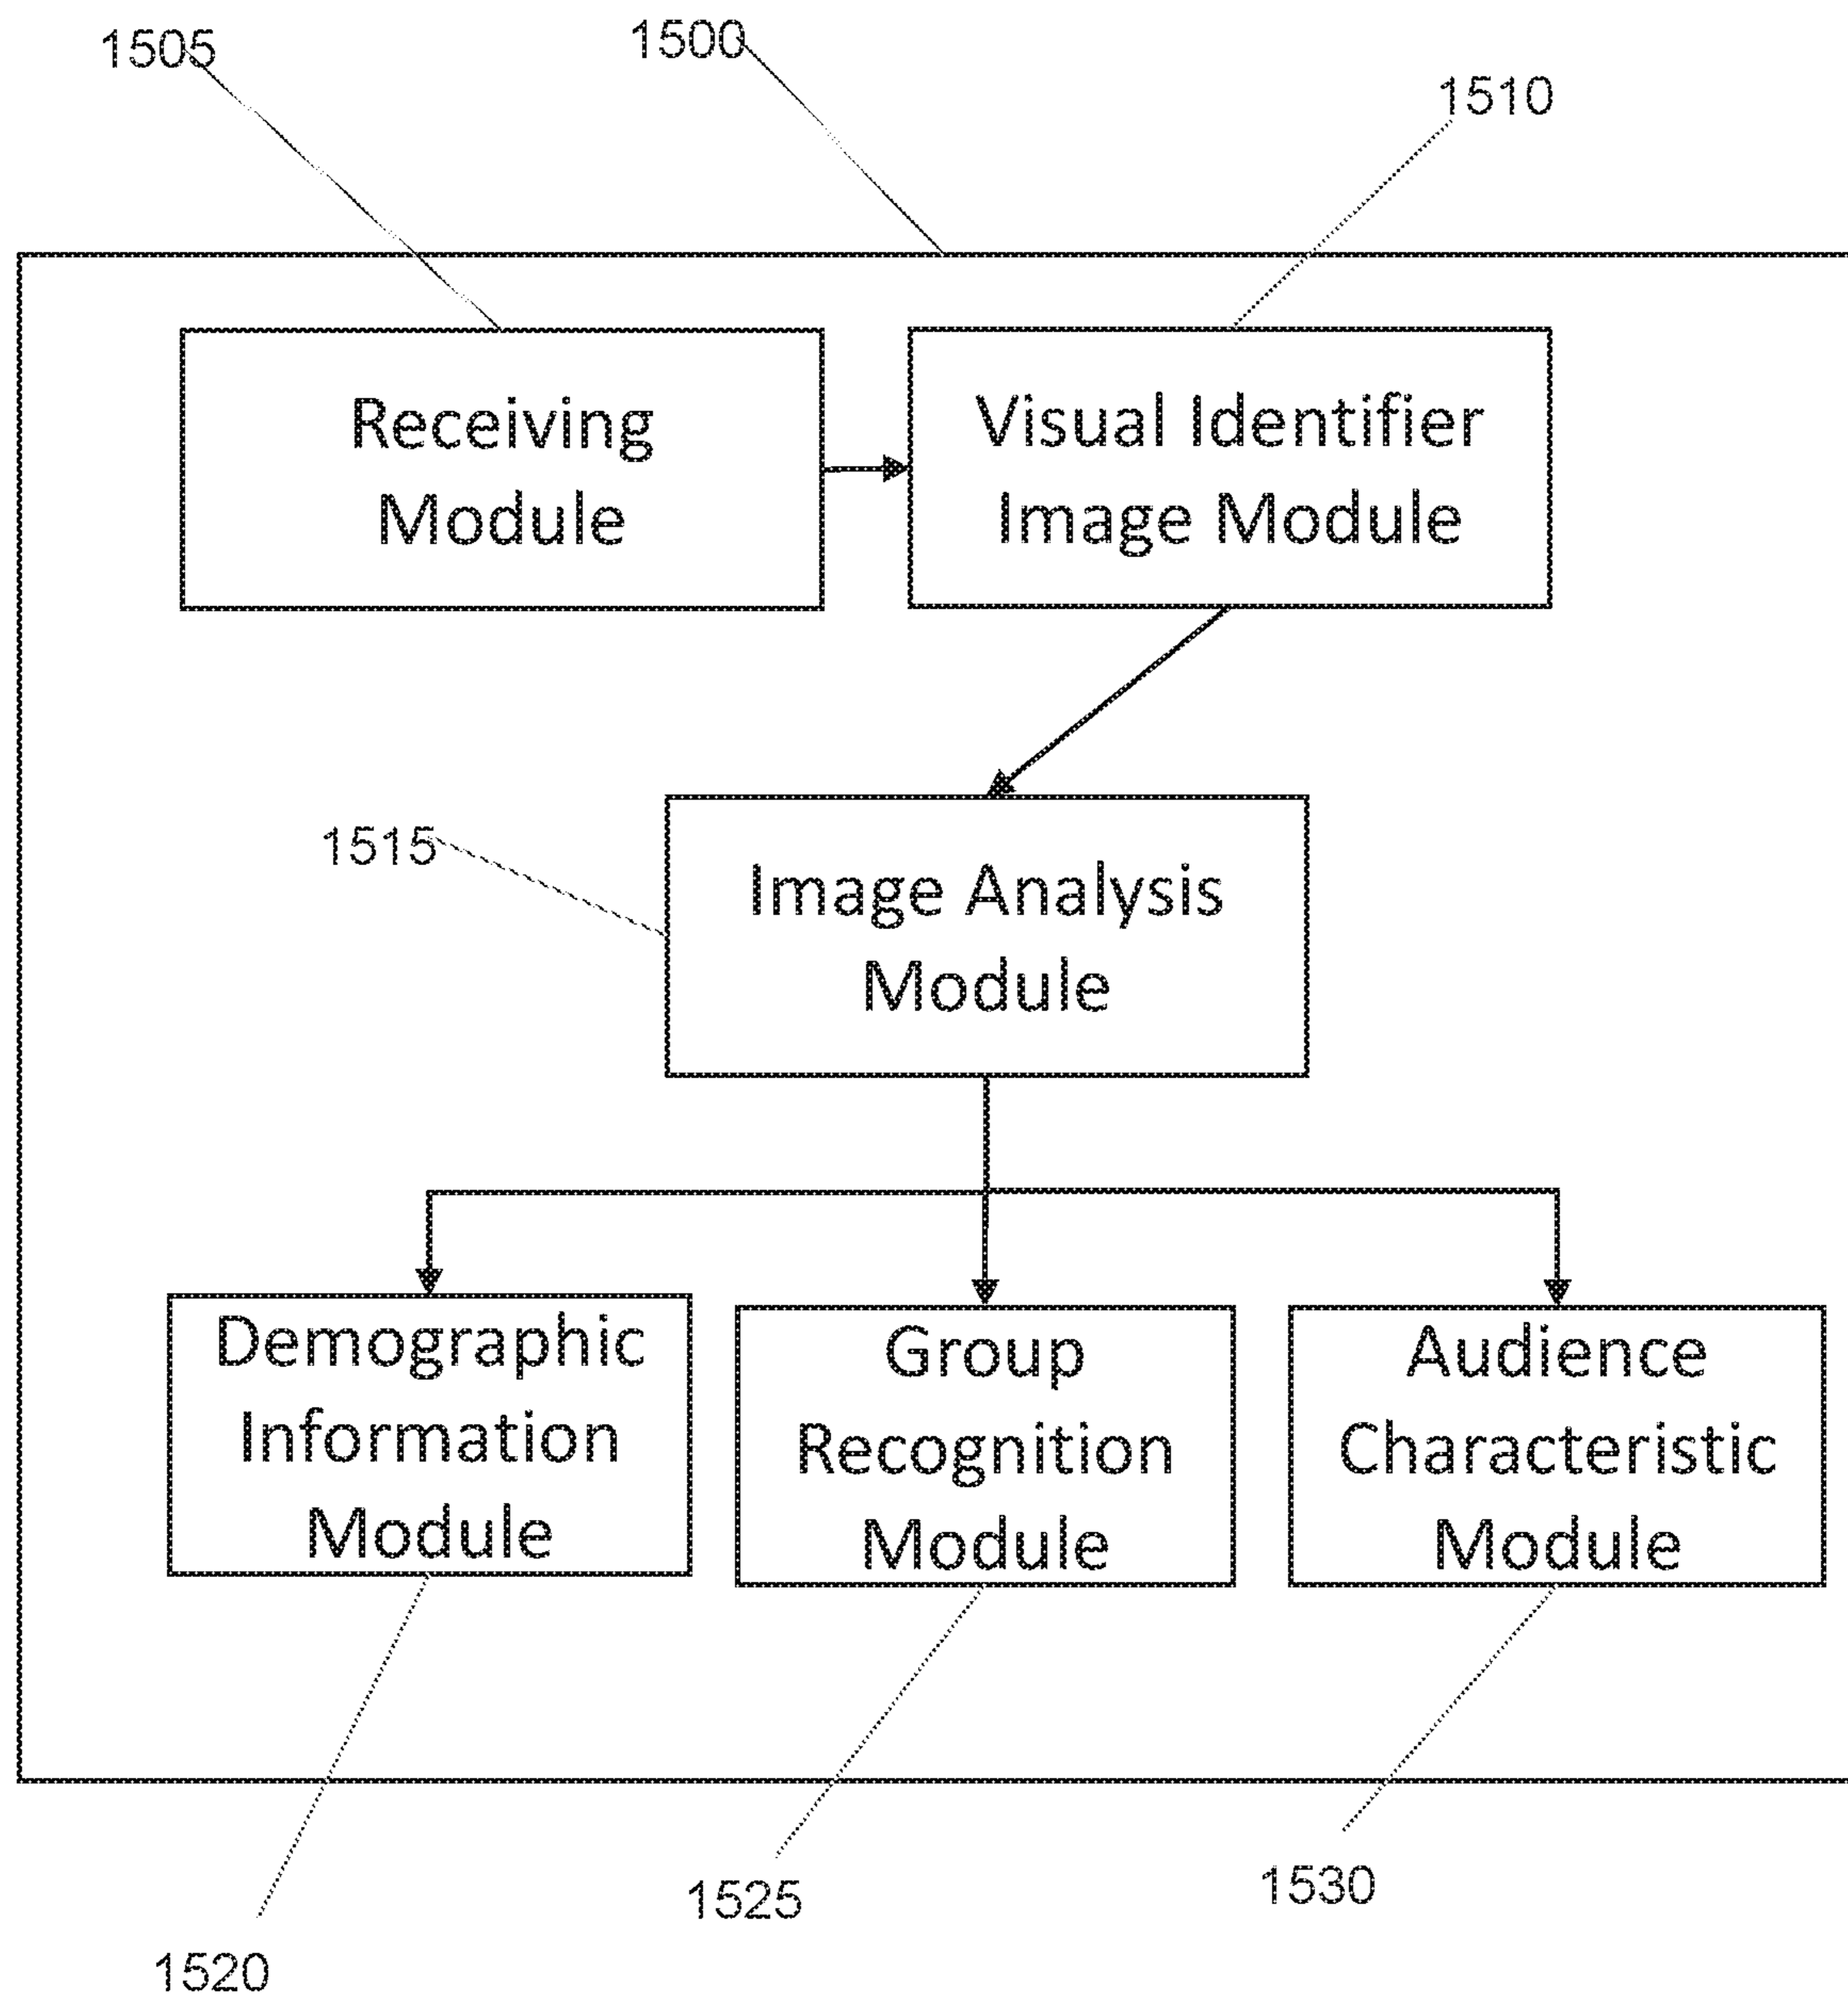 1505
1500
1510
Receiving
Module
Visual Identifier
Image Module
1515
Image Analysis
Module
Demographic
Information
Module
Group
Recognition
Module
Audience
Characteristic
Module
1520
1525
1530